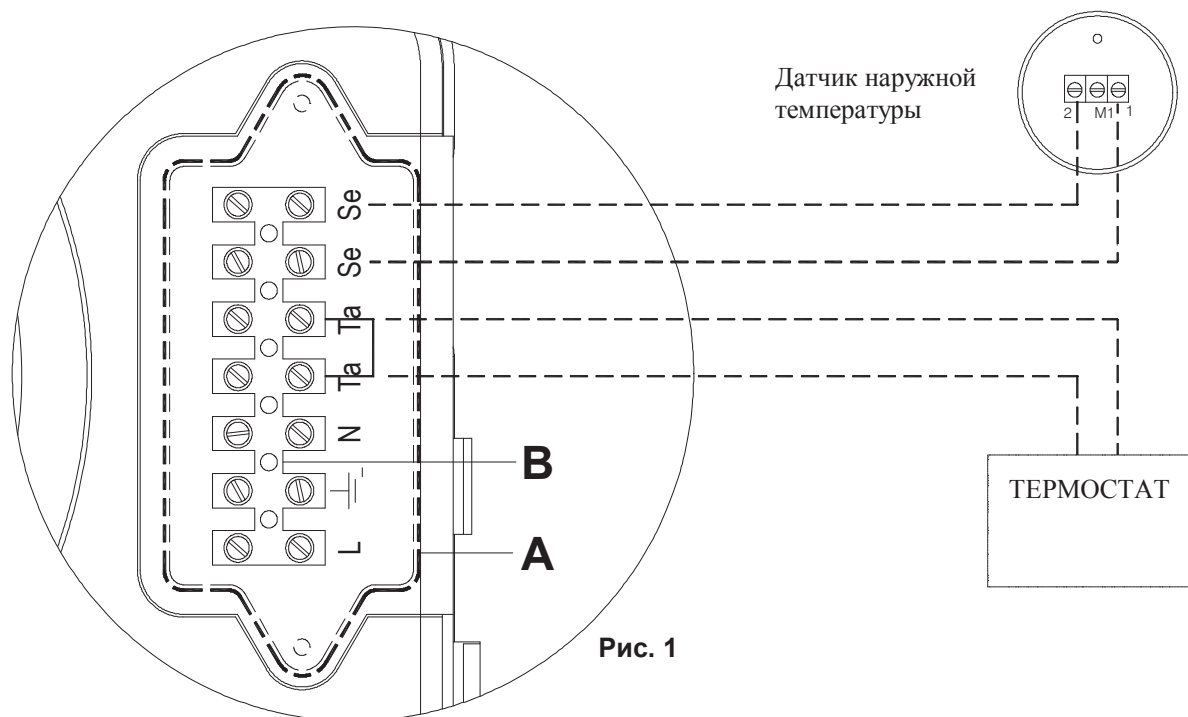 Датчик наружной
температуры
2 M1 1
Se
Se
Ta
Ta
N
L
B
A
ТЕРМОСТАТ
Рис. 1